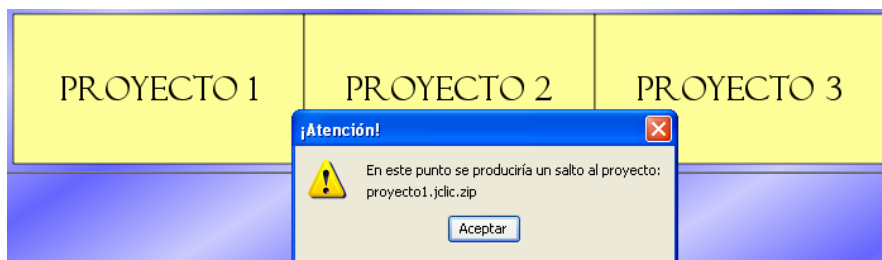 PROYECTO 1 PROYECTO 2 PROYECTO 3
¡Atención!
En este punto se produciría un salto al proyecto:
proyecto1.jclic.zip
Aceptar